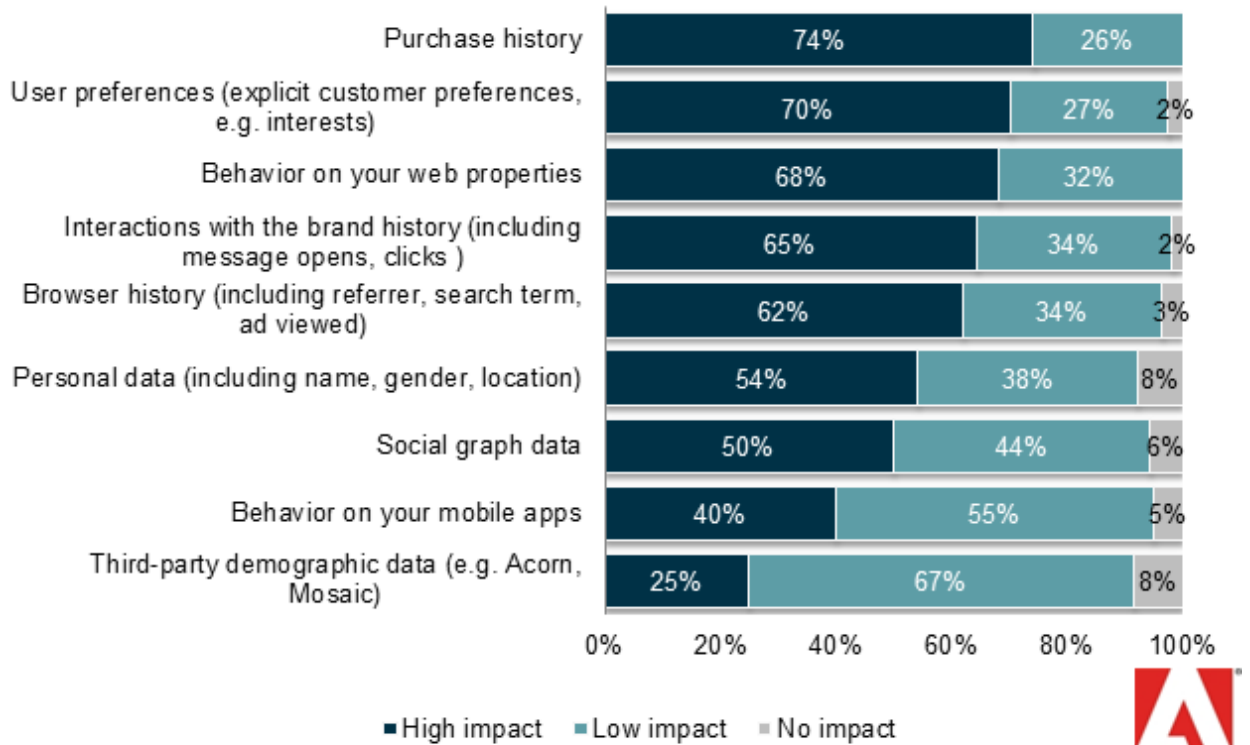 Purchase history
74%
26%
User preferences (explicit customer preferences,
e.g. interests)
70%
27%
2%
Behavior on your web properties
68%
32%
Interactions with the brand history (including
message opens, clicks )
65%
34%
2%
Browser history (including referrer, search term,
ad viewed)
62%
34%
3%
Personal data (including name, gender, location)
54%
38%
8%
Social graph data
50%
44%
6%
Behavior on your mobile apps
40%
55%
5%
Third-party demographic data (e.g. Acorn,
Mosaic)
25%
67%
8%
0% 20% 40% 60% 80% 100%
High impact Low impact No impact